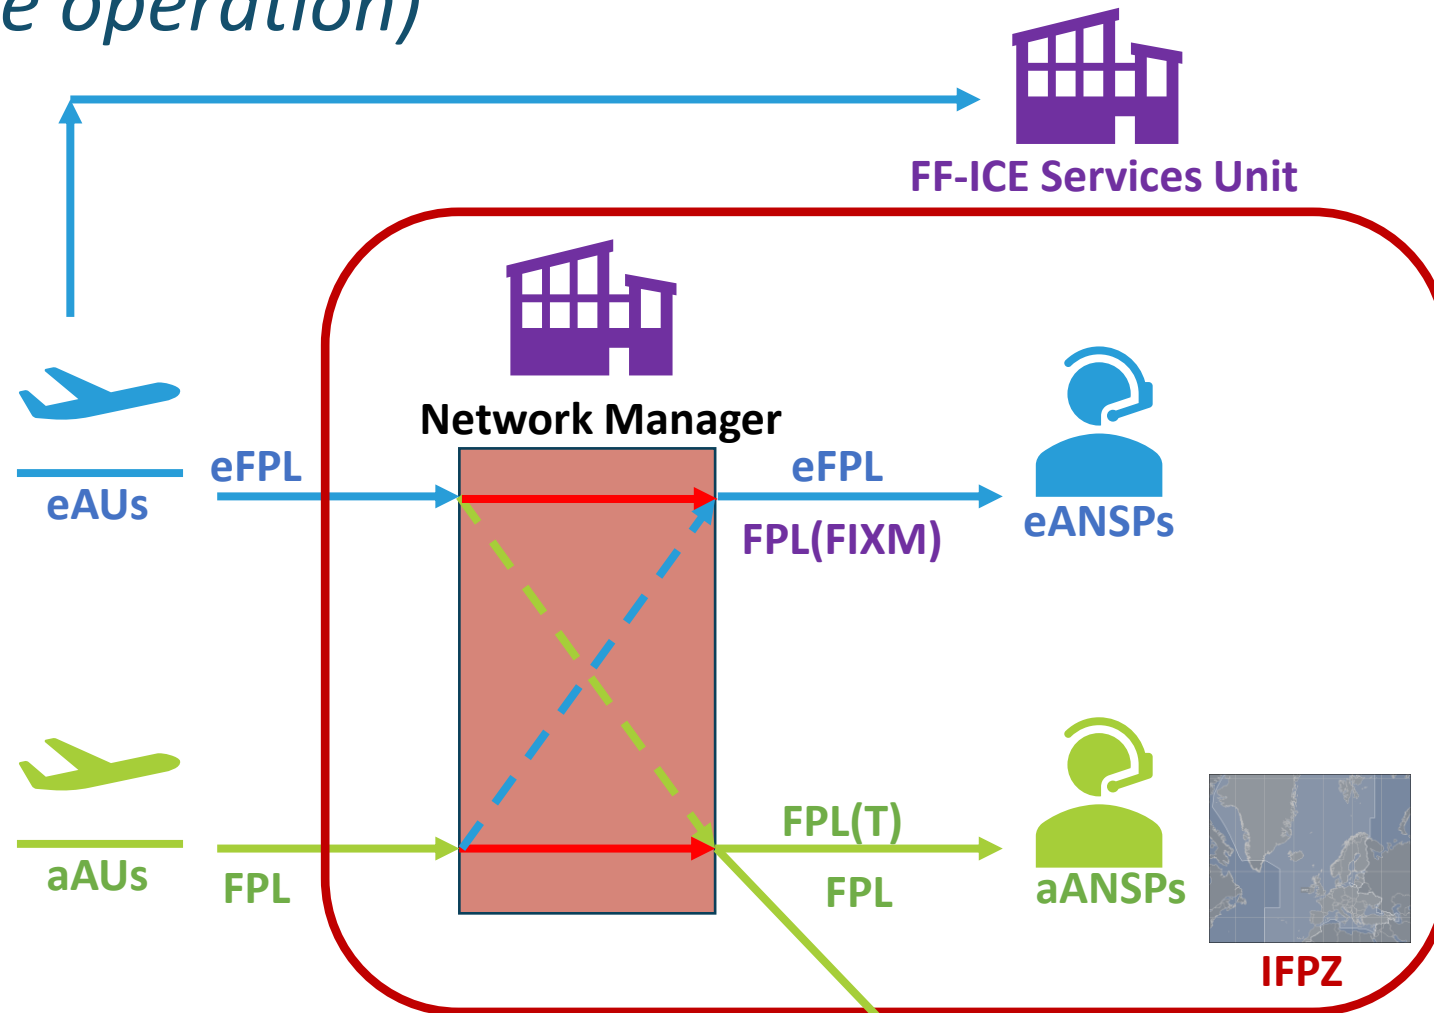 e operation)
FF-ICE Services Unit
Network Manager
eFPL
eFPL
eAUs
eANSPs
FPL(FIXM)
FPL(T)
aAUs
FPL
FPL
aANSPs
IFPZ